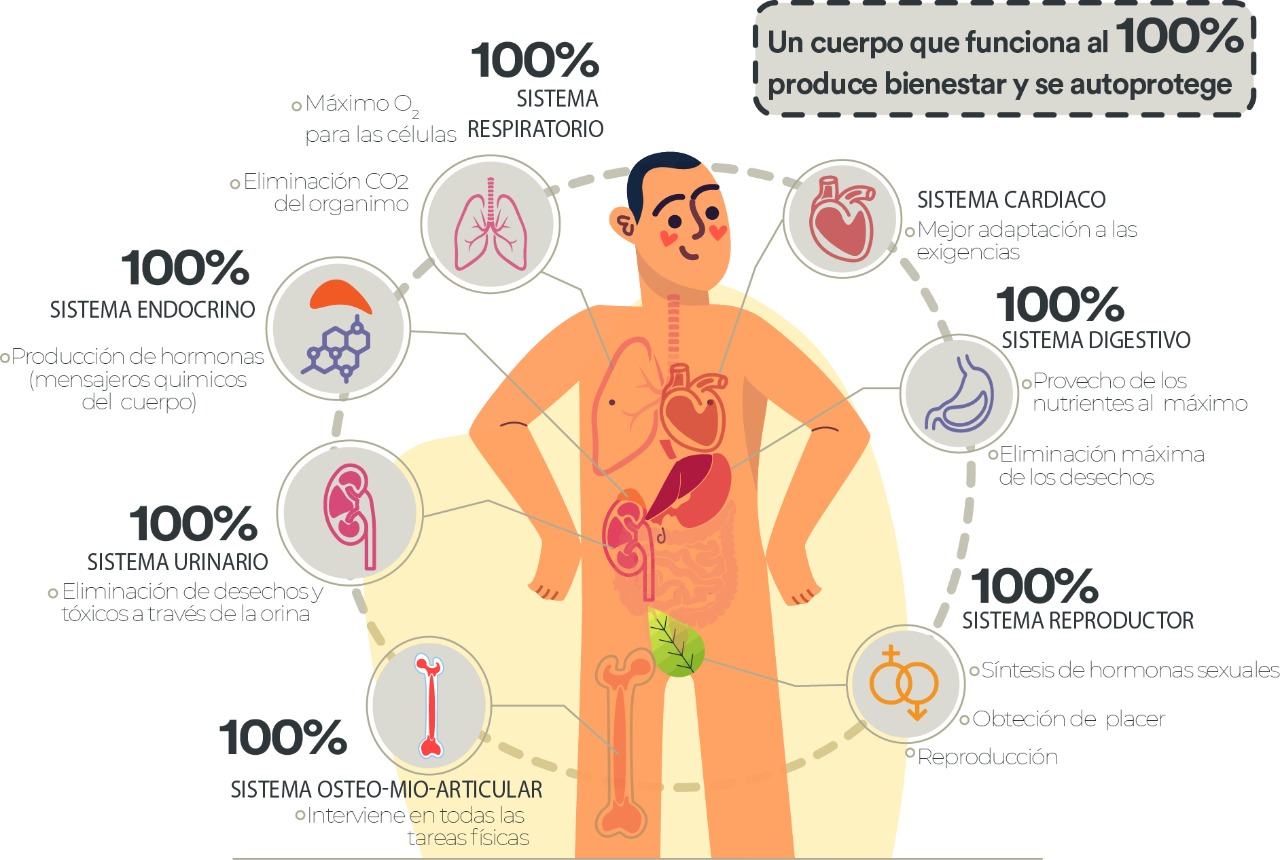 Un cuerpo que funciona al 100%
produce bienestar y se autoprotege
100%
SISTEMA
RESPIRATORIO
Máximo O2
para las células
Eliminación CO2
del organimo
SISTEMA CARDIACO
Mejor adaptación a las
exigencias
100%
SISTEMA ENDOCRINO
Producción de hormonas
(mensajeros quimicos
del cuerpo)
100%
SISTEMA DIGESTIVO
Provecho de los
nutrientes al máximo
Eliminación máxima
de los desechos
100%
SISTEMA URINARIO
Eliminación de desechos y
tóxicos a través de la orina
100%
SISTEMA REPRODUCTOR
Síntesis de hormonas sexuales
Obteción de placer
Reproducción
100%
SISTEMA OSTEO-MIO-ARTICULAR
Interviene en todas las
tareas físicas